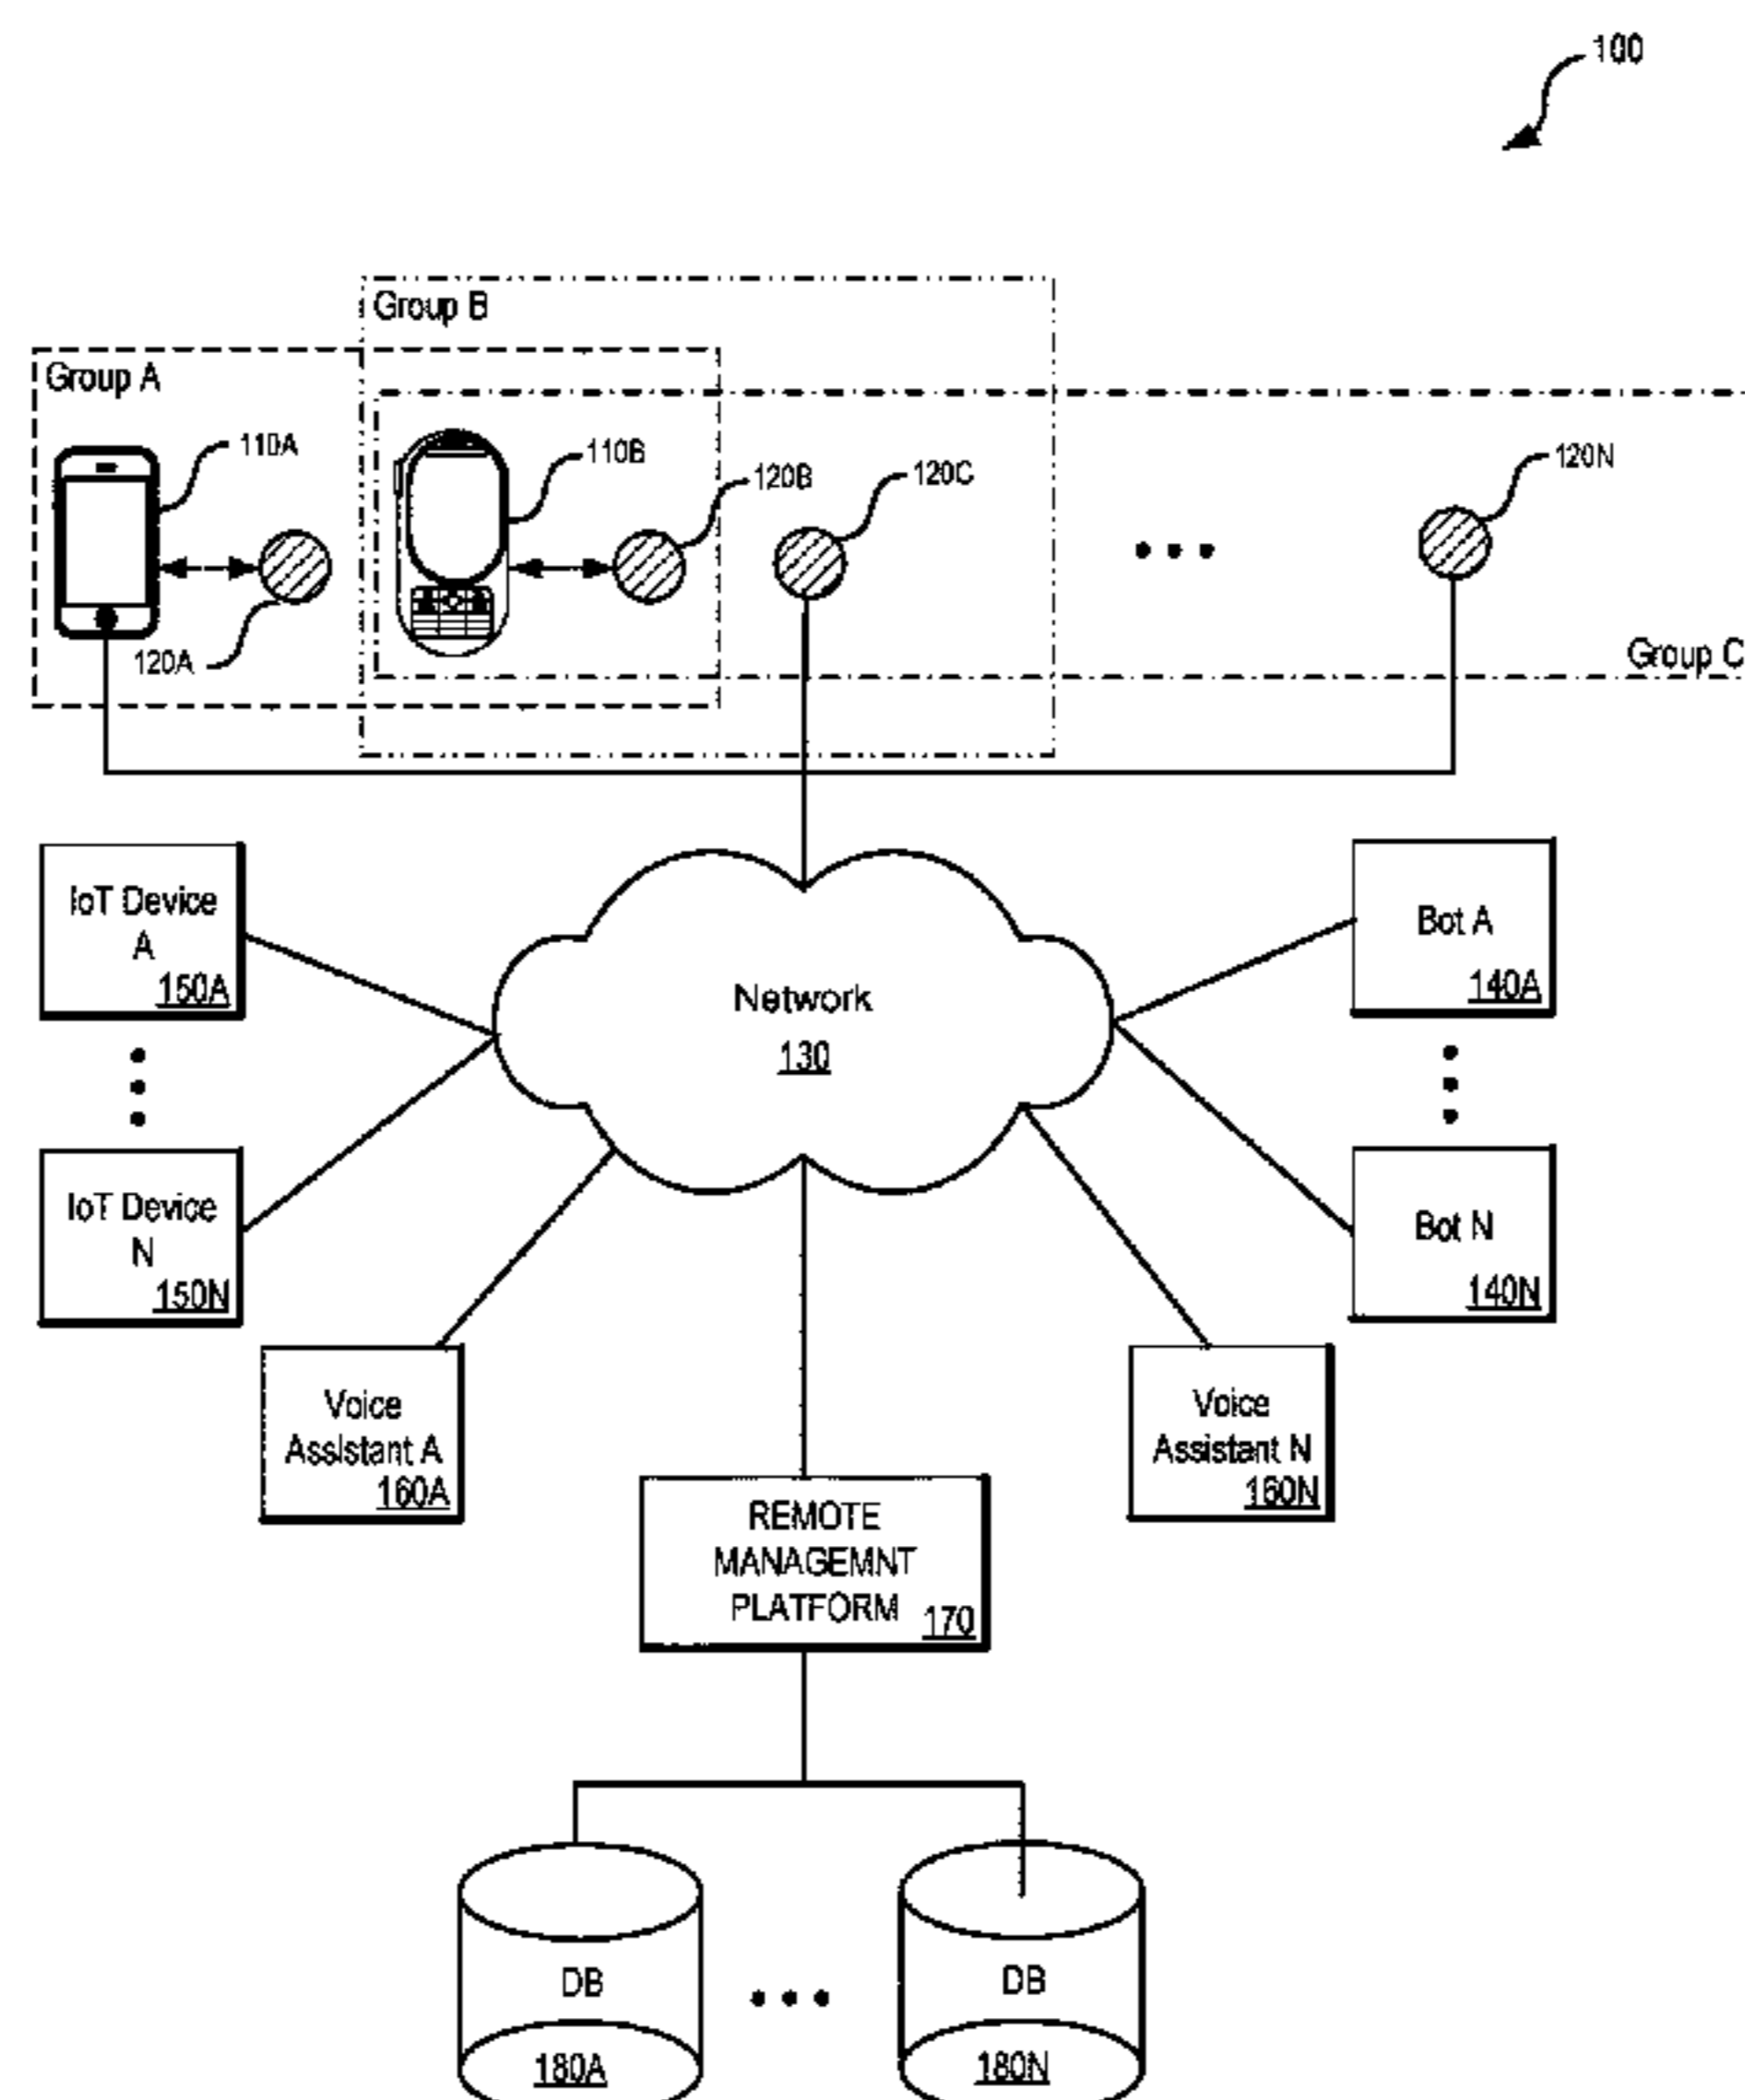 100
Group B
Group A
110A
110B
120B
120C
120N
120A
Group C
IoT Device
A
150A
Bot A
140A
Network
130
IoT Device
N
150N
Bot N
140N
Voice
Assistant A
160A
Voice
Assistant N
160N
REMOTE
MANAGEMNT
PLATFORM
170
DB
180A
DB
180N